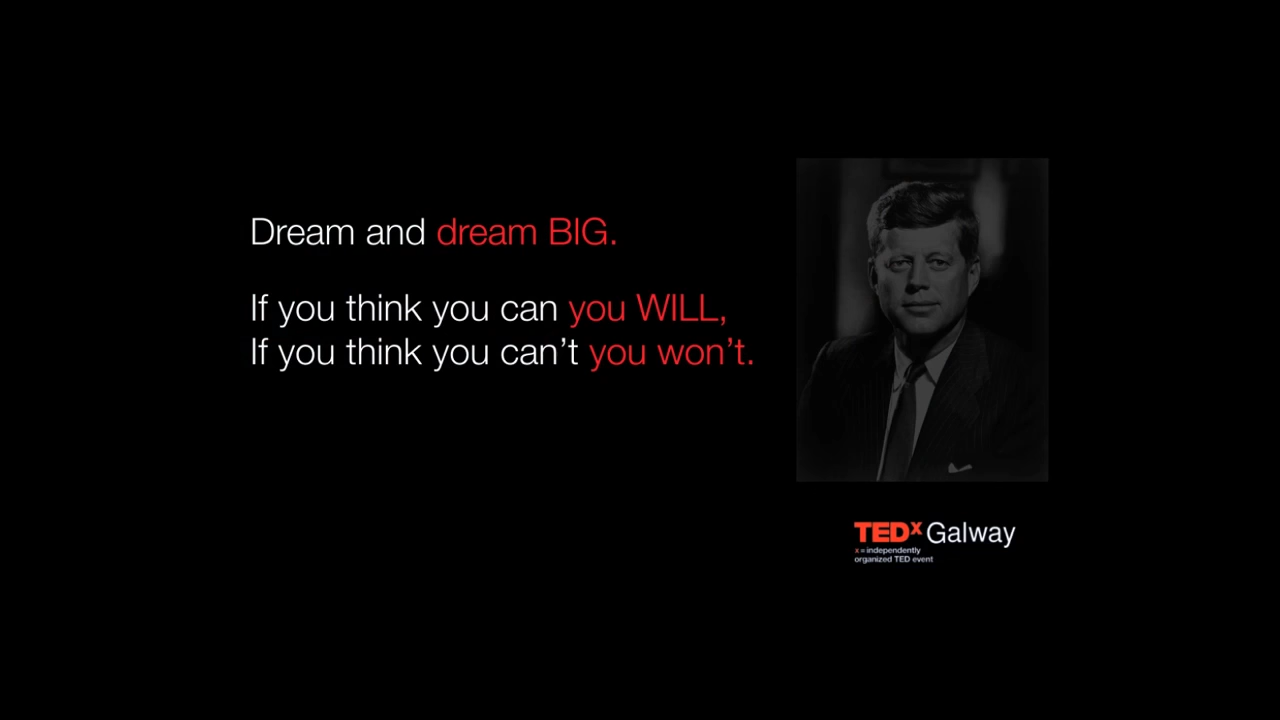 Dream and dream BIG.
If you think you can you WILL,
If you think you can’t you won’t.
TEDx Galway
x = independently
organized TED event